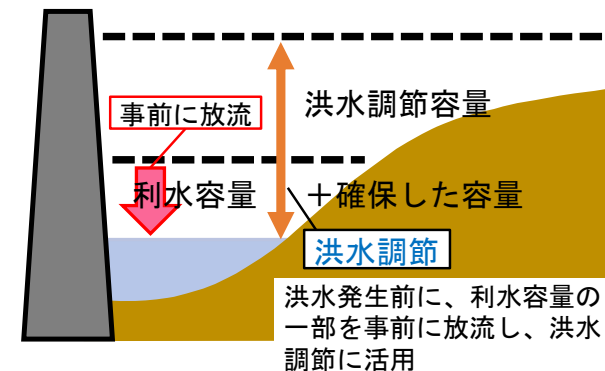 洪水調節容量
事前に放流
利水容量
+確保した容量
洪水調節
洪水発生前に、利水容量の
一部を事前に放流し、洪水
調節に活用